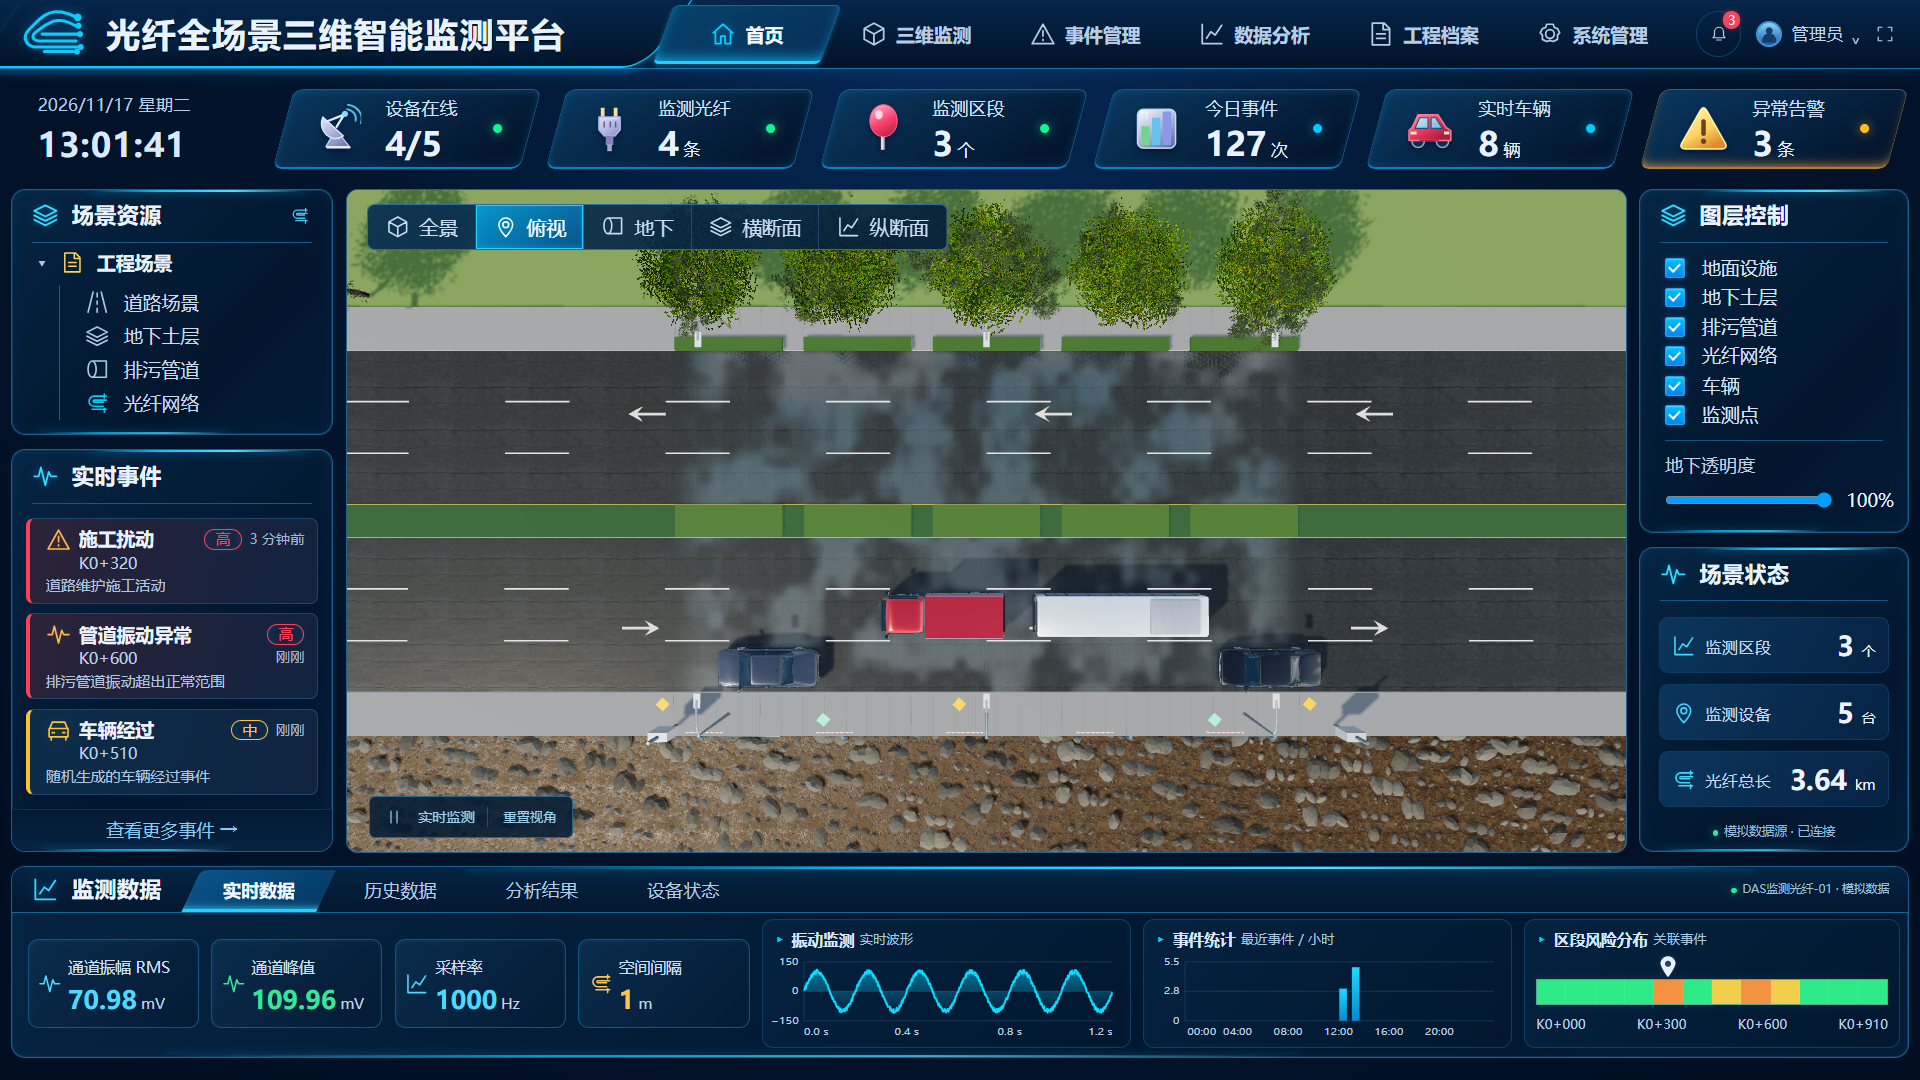 光纤全场景三维智能监测平台
首页
三维监测
事件管理
数据分析
工程档案
系统管理
3
管理员
2026/11/17 星期二
13:01:41
设备在线
4/5
监测光纤
4 条
监测区段
3 个
今日事件
127 次
实时车辆
8 辆
异常告警
3 条
场景资源
工程场景
道路场景
地下土层
排污管道
光纤网络
实时事件
施工扰动 高 3 分钟前
K0+320
道路维护施工活动
管道振动异常 高
K0+600 刚刚
排污管道振动超出正常范围
车辆经过 中 刚刚
K0+510
随机生成的车辆经过事件
查看更多事件 →
全景
俯视
地下
横断面
纵断面
实时监测
重置视角
图层控制
地面设施
地下土层
排污管道
光纤网络
车辆
监测点
地下透明度
100%
场景状态
监测区段 3 个
监测设备 5 台
光纤总长 3.64 km
模拟数据源 · 已连接
监测数据
实时数据
历史数据
分析结果
设备状态
DAS监测光纤-01 · 模拟数据
通道振幅 RMS
70.98 mV
通道峰值
109.96 mV
采样率
1000 Hz
空间间隔
1 m
振动监测 实时波形
150
0
−150
0.0 s 0.4 s 0.8 s 1.2 s
事件统计 最近事件 / 小时
5.5
2.8
0
00:00 04:00 08:00 12:00 16:00 20:00
区段风险分布 关联事件
K0+000 K0+300 K0+600 K0+910